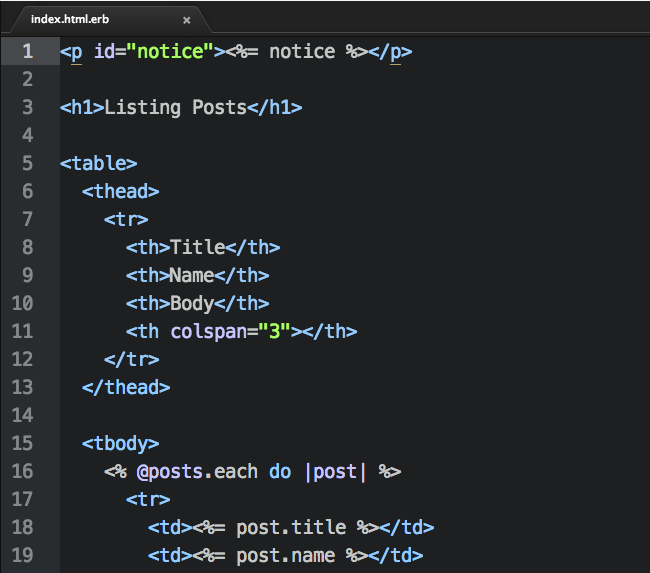 index.html.erb ×
1 <p id="notice"><%= notice %></p>
2
3 <h1>Listing Posts</h1>
4
5 <table>
6   <thead>
7     <tr>
8       <th>Title</th>
9       <th>Name</th>
10       <th>Body</th>
11       <th colspan="3"></th>
12     </tr>
13   </thead>
14
15   <tbody>
16     <% @posts.each do |post| %>
17       <tr>
18         <td><%= post.title %></td>
19         <td><%= post.name %></td>